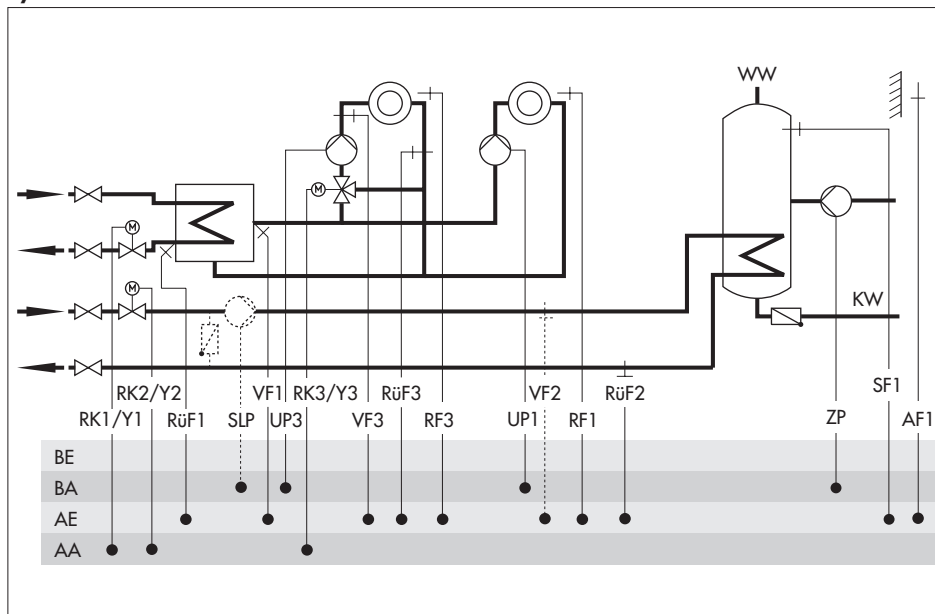 WW
M
M
M
KW
RK2/Y2 VF1 RK3/Y3 RüF3 VF2 RüF2 SF1
RK1/Y1 RüF1 SLP UP3 VF3 RF3 UP1 RF1 ZP AF1
BE
BA
AE
AA